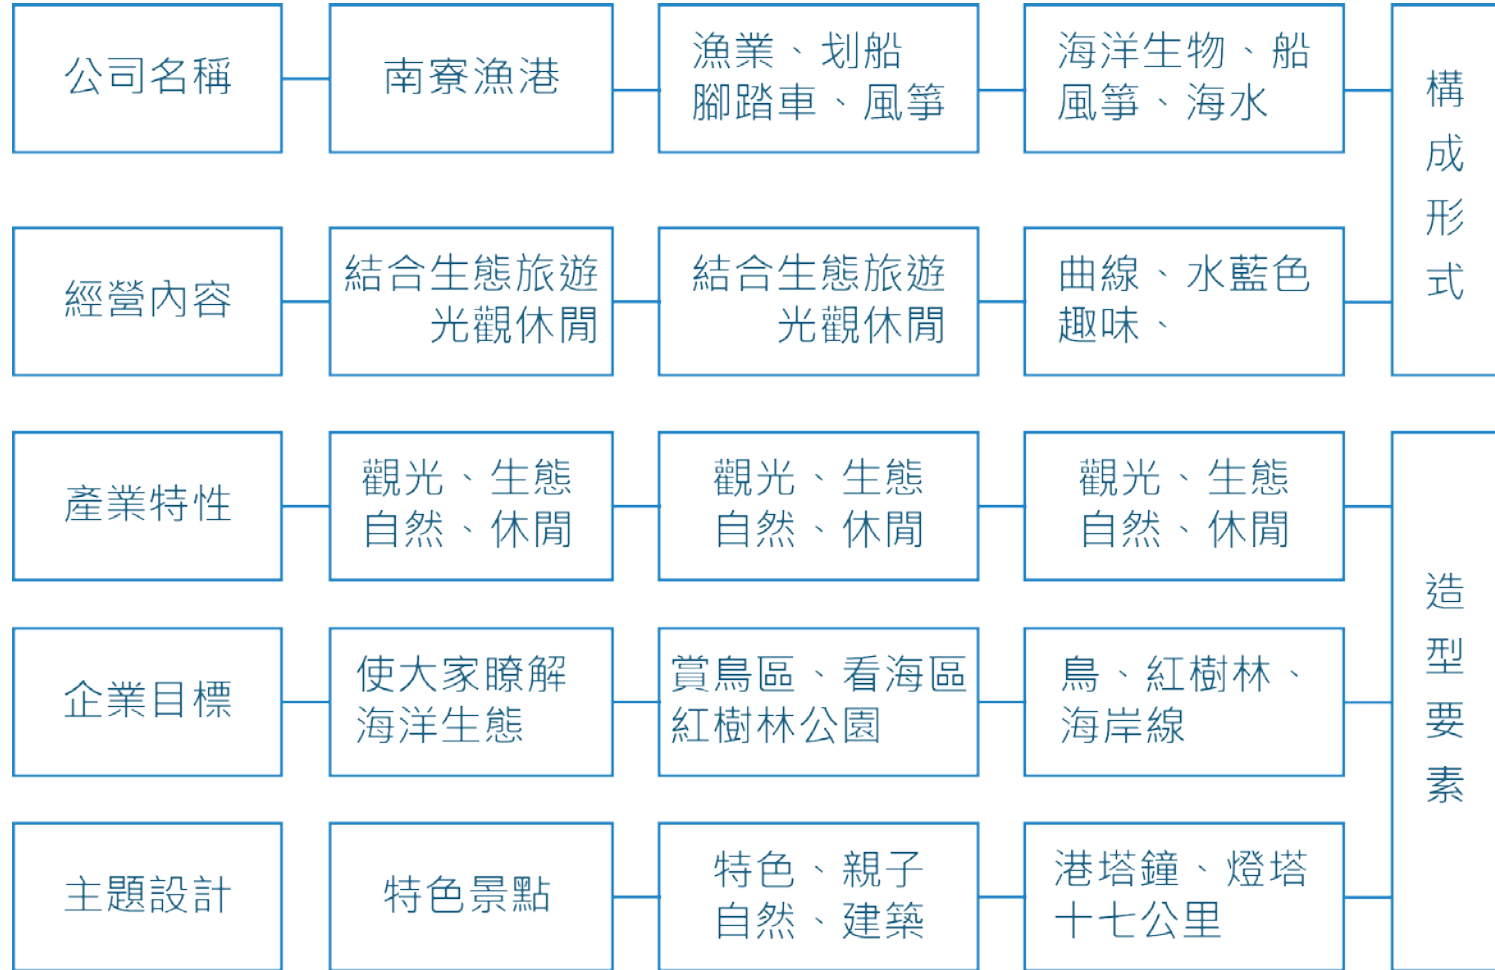 公司名稱
南寮漁港
漁業、划船
腳踏車、風箏
海洋生物、船
風箏、海水
構成形式
經營內容
結合生態旅遊
光觀休閒
結合生態旅遊
光觀休閒
曲線、水藍色
趣味、
產業特性
觀光、生態
自然、休閒
觀光、生態
自然、休閒
觀光、生態
自然、休閒
造型要素
企業目標
使大家瞭解
海洋生態
賞鳥區、看海區
紅樹林公園
鳥、紅樹林、
海岸線
主題設計
特色景點
特色、親子
自然、建築
港塔鐘、燈塔
十七公里